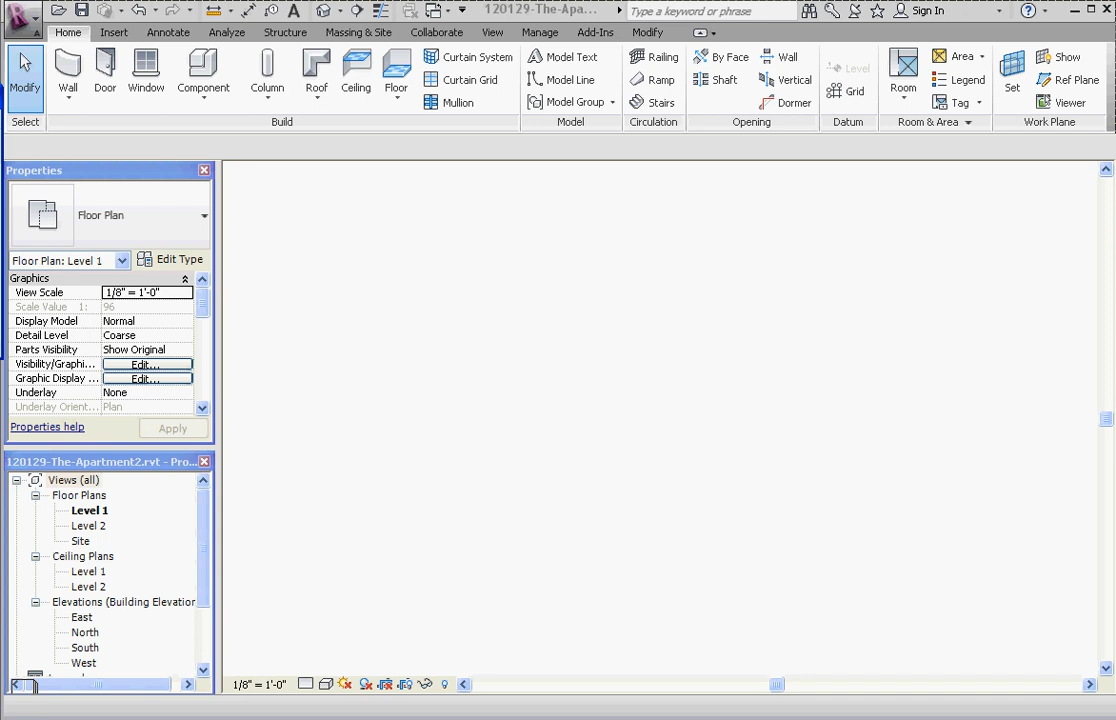 120129-The-Apa... Type a keyword or phrase Sign In
Home Insert Annotate Analyze Structure Massing & Site Collaborate View Manage Add-Ins Modify
Modify
Select
Wall Door Window Component Column Roof Ceiling Floor
Curtain System
Curtain Grid
Mullion
Build
Model Text
Model Line
Model Group
Model
Railing
Ramp
Stairs
Circulation
By Face Wall
Shaft Vertical
Dormer
Opening
Level
Grid
Datum
Room
Area
Legend
Tag
Room & Area
Set
Show
Ref Plane
Viewer
Work Plane
Properties
Floor Plan
Floor Plan: Level 1 Edit Type
Graphics
View Scale 1/8" = 1'-0"
Scale Value 1: 96
Display Model Normal
Detail Level Coarse
Parts Visibility Show Original
Visibility/Graphi... Edit...
Graphic Display ... Edit...
Underlay None
Underlay Orient... Plan
Properties help Apply
120129-The-Apartment2.rvt - Pro...
Views (all)
Floor Plans
Level 1
Level 2
Site
Ceiling Plans
Level 1
Level 2
Elevations (Building Elevation
East
North
South
West
1/8" = 1'-0"